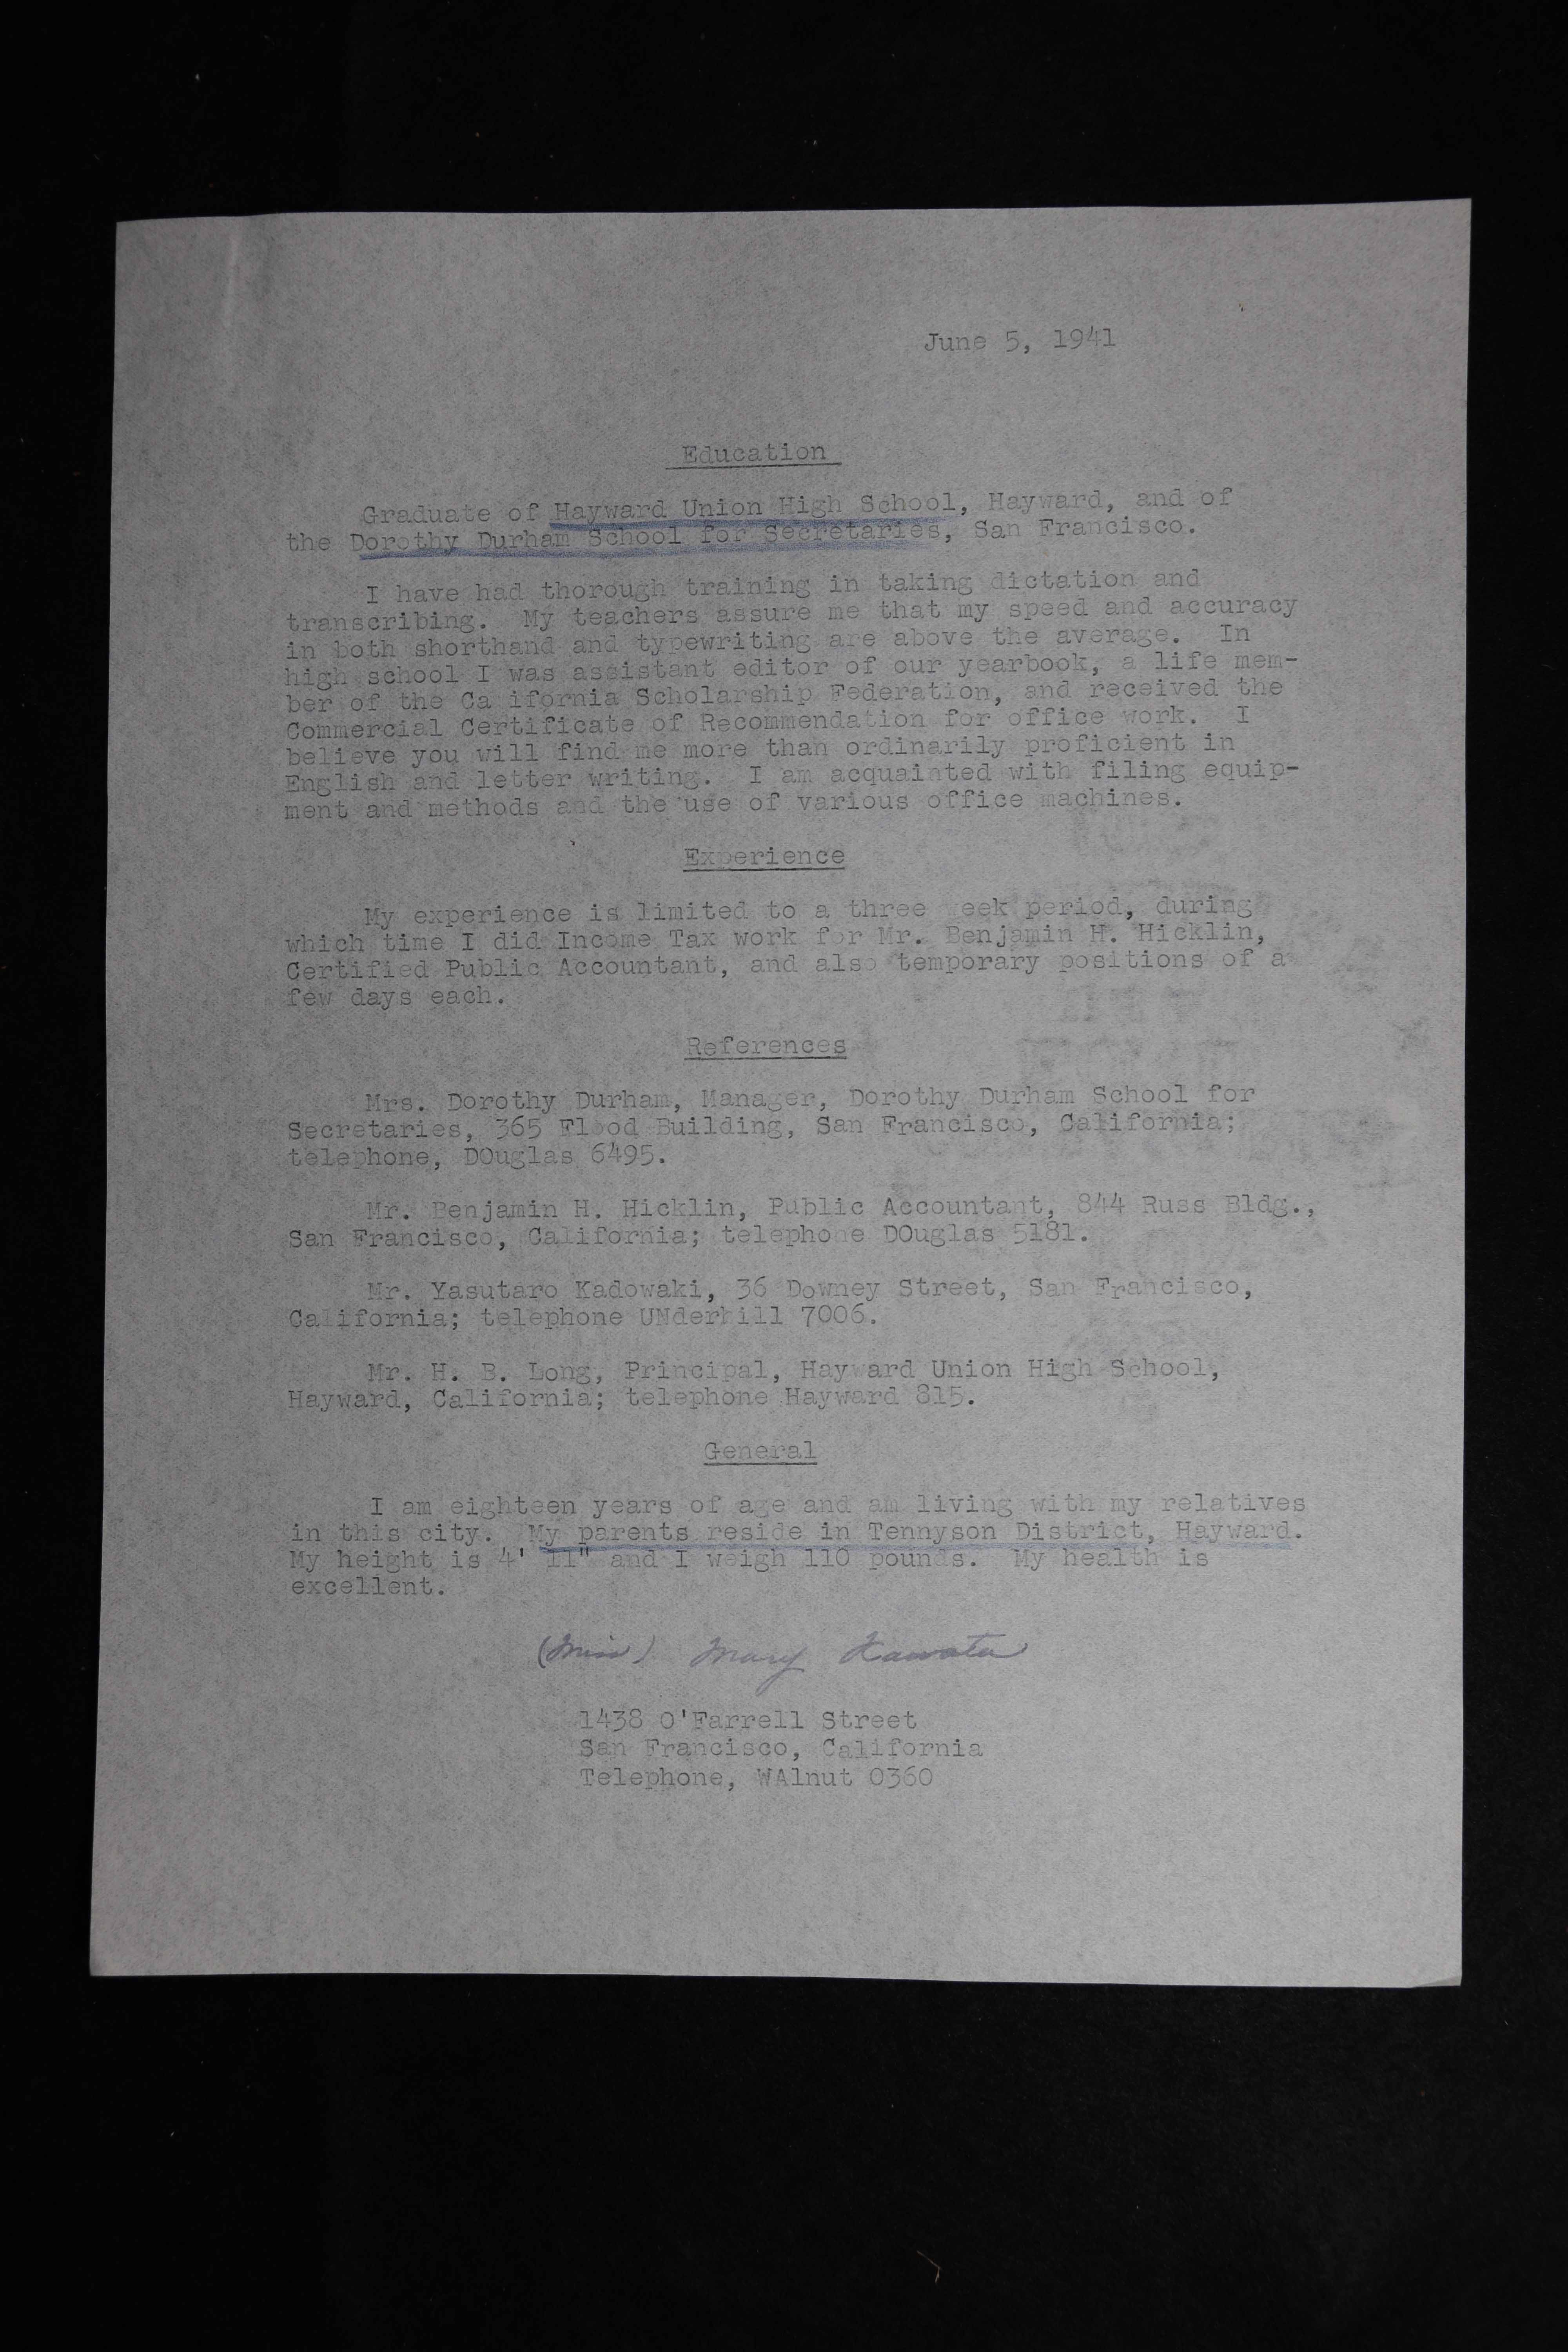 June 5, 1941
Education
Graduate of Hayward Union High School, Hayward, and of
the Dorothy Durham School for Secretaries, San Francisco.
I have had thorough training in taking dictation and
transcribing. My teachers assure me that my speed and accuracy
in both shorthand and typewriting are above the average. In
high school I was assistant editor of our yearbook, a life mem-
ber of the Ca ifornia Scholarship Federation, and received the
Commercial Certificate of Recommendation for office work. I
believe you will find me more than ordinarily proficient in
English and letter writing. I am acquainted with filing equip-
ment and methods and the use of various office machines.
Experience
My experience is limited to a three eek period, during
which time I did Income Tax work for Mr. Benjamin H. Hicklin,
Certified Public Accountant, and also temporary positions of a
few days each.
References
Mrs. Dorothy Durham, Manager, Dorothy Durham School for
Secretaries, 365 Flood Building, San Francisco, California;
telephone, DOuglas 6495.
Mr. Benjamin H. Hicklin, Public Accountant, 844 Russ Bldg.,
San Francisco, California; telephone DOuglas 5181.
Mr. Yasutaro Kadowaki, 36 Downey Street, San Francisco,
California; telephone UNderhill 7006.
Mr. H. B. Long, Principal, Hayward Union High School,
Hayward, California; telephone Hayward 815.
General
I am eighteen years of age and am living with my relatives
in this city. My parents reside in Tennyson District, Hayward.
My height is 4' 11" and I weigh 110 pounds. My health is
excellent.
(Miss) Mary Kawata
1438 O'Farrell Street
San Francisco, California
Telephone, WAlnut 0360